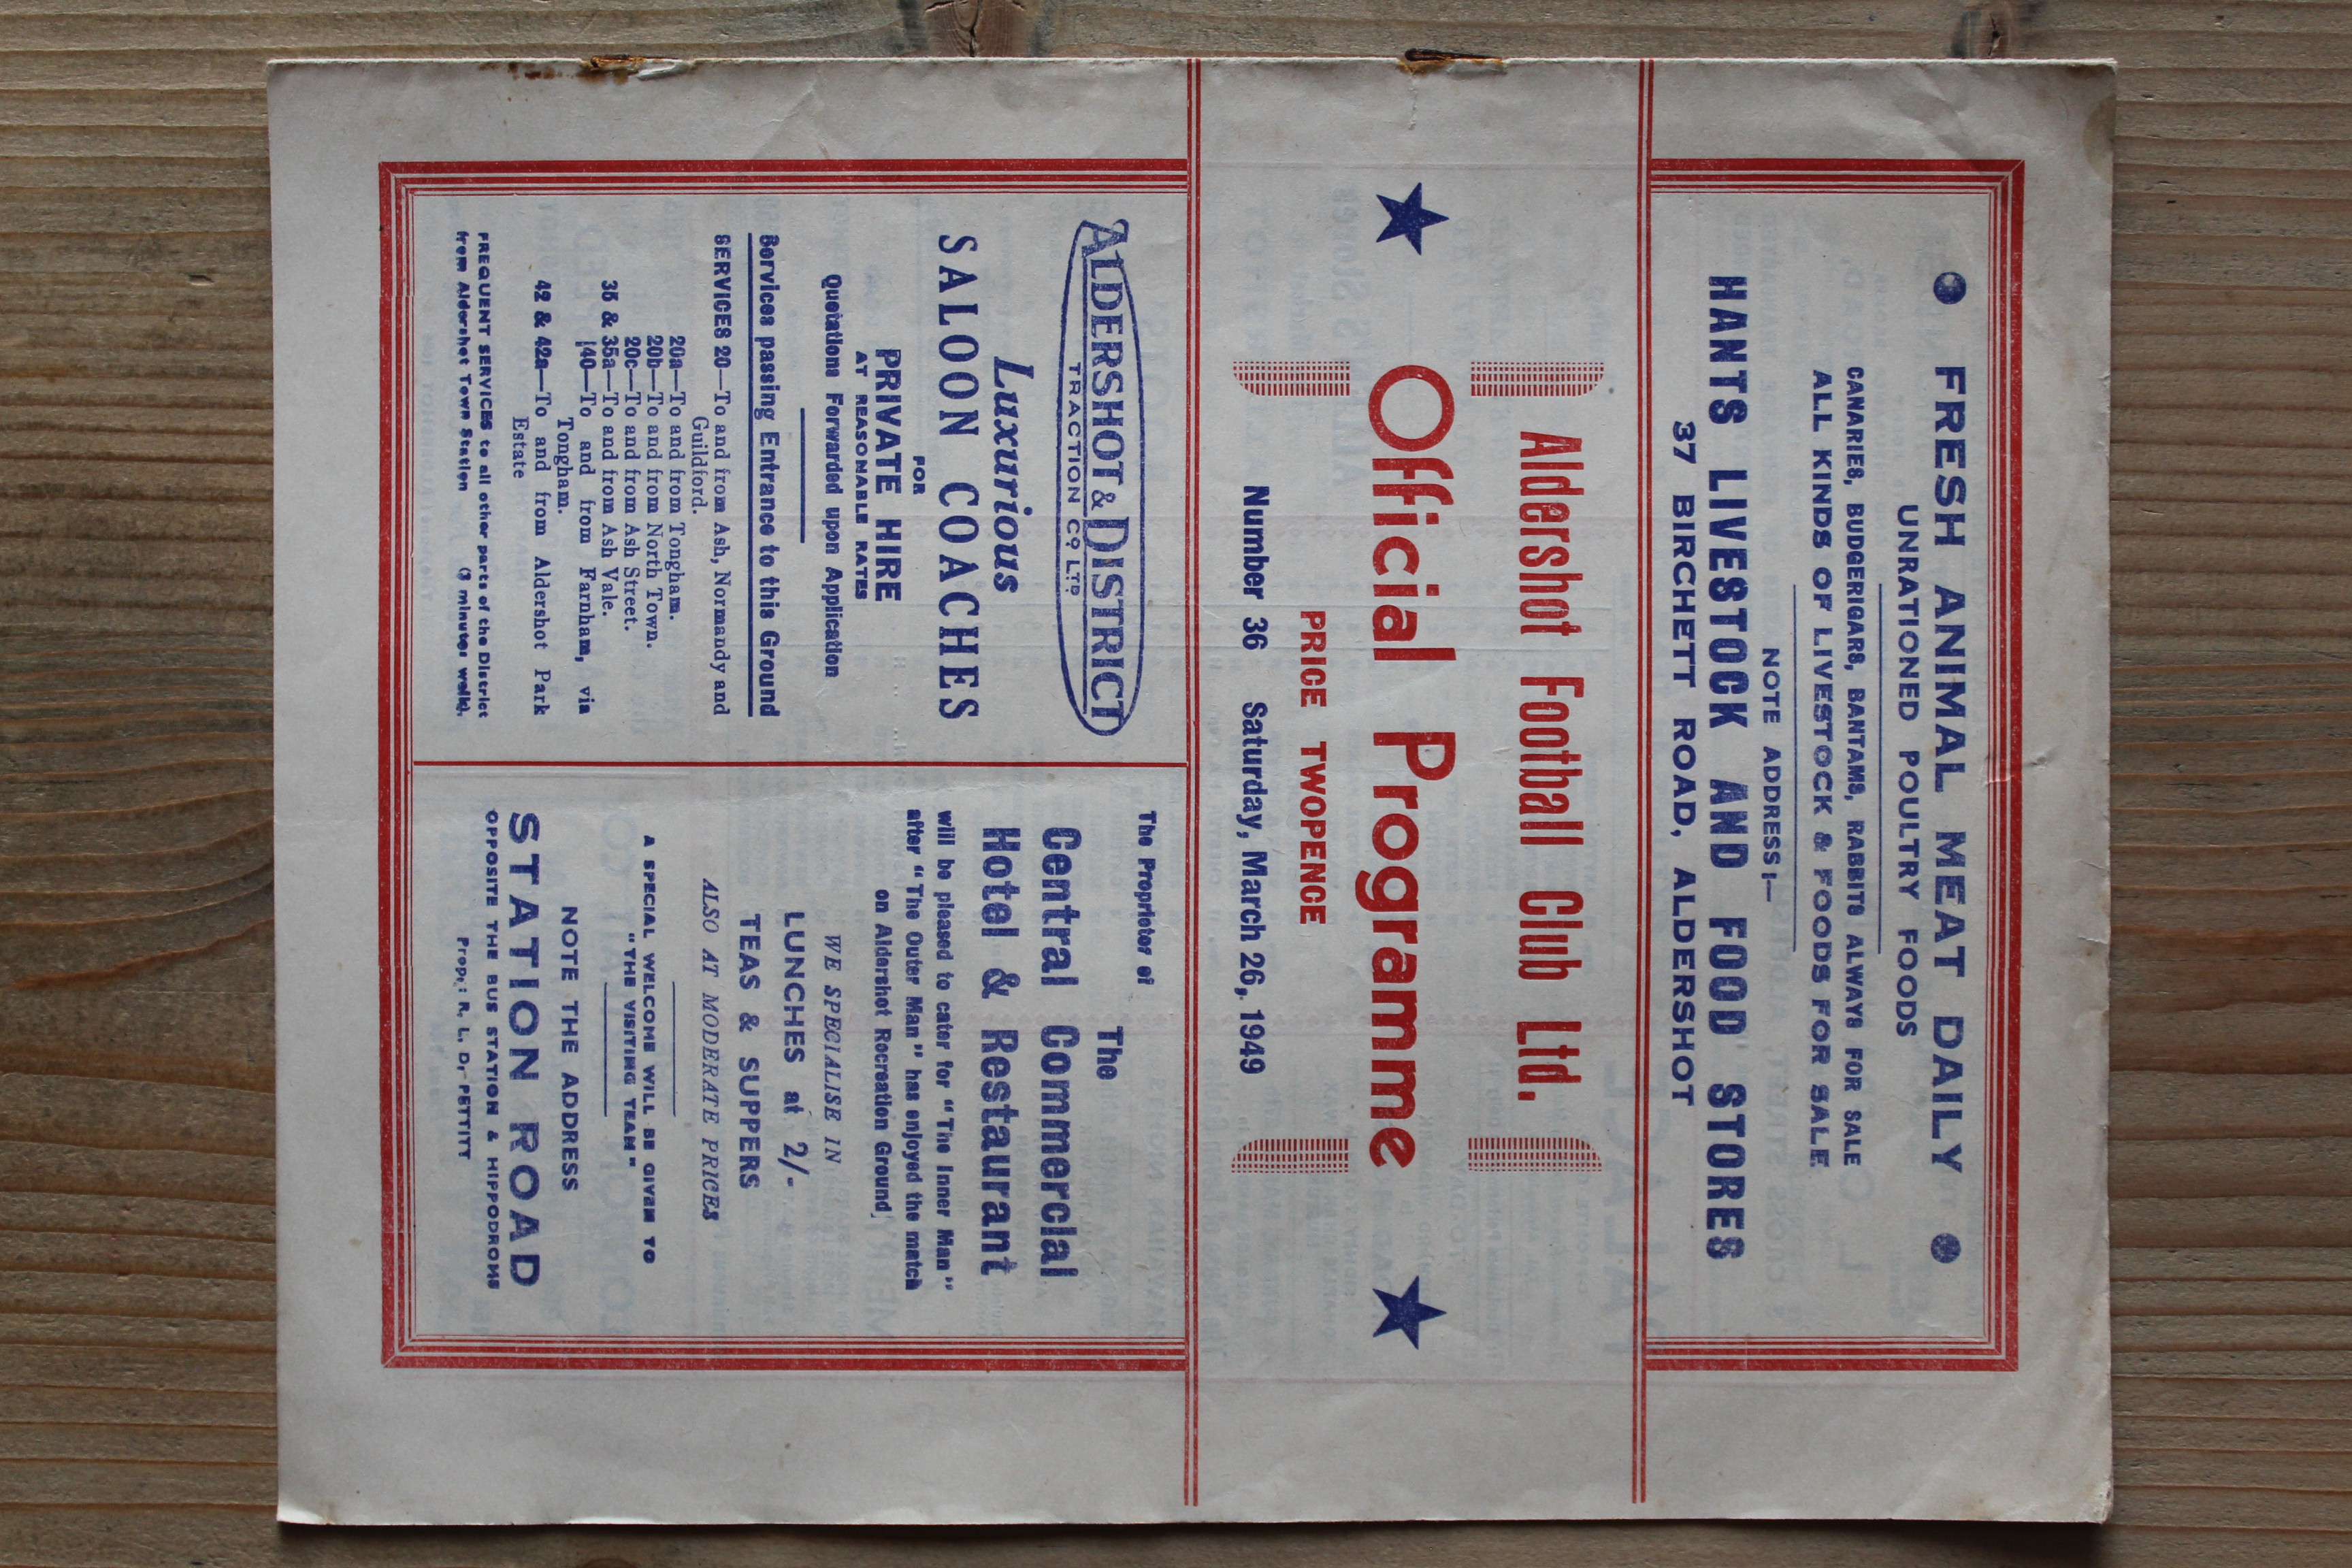 FRESH ANIMAL MEAT DAILY
UNRATIONED POULTRY FOODS
CANARIES, BUDGERIGARS, BANTAMS, RABBITS ALWAYS FOR SALE
ALL KINDS OF LIVESTOCK & FOODS FOR SALE
NOTE ADDRESS:—
HANTS LIVESTOCK AND FOOD STORES
37 BIRCHETT ROAD, ALDERSHOT
Aldershot Football Club Ltd.
Official Programme
PRICE TWOPENCE
Number 36 Saturday, March 26, 1949
ALDERSHOT & DISTRICT
TRACTION CO. LTD.
Luxurious
SALOON COACHES
FOR
PRIVATE HIRE
AT REASONABLE RATES
Quotations Forwarded upon Application
Services passing Entrance to this Ground
SERVICES 20—To and from Ash, Normandy and
Guildford.
20a—To and from Tongham.
20b—To and from North Town.
20c—To and from Ash Street.
35 & 35a—To and from Ash Vale.
40—To and from Farnham, via
Tongham.
42 & 42a—To and from Aldershot Park
Estate
FREQUENT SERVICES to all other parts of the District
from Aldershot Town Station (3 minutes walk).
The Proprietor of
The
Central Commercial
Hotel & Restaurant
will be pleased to cater for "The Inner Man"
after "The Outer Man" has enjoyed the match
on Aldershot Recreation Ground
WE SPECIALISE IN
LUNCHES at 2/-
TEAS & SUPPERS
ALSO AT MODERATE PRICES
A SPECIAL WELCOME WILL BE GIVEN TO
"THE VISITING TEAM"
NOTE THE ADDRESS
STATION ROAD
OPPOSITE THE BUS STATION & HIPPODROME
Prop.: R. L. D. PETTITT